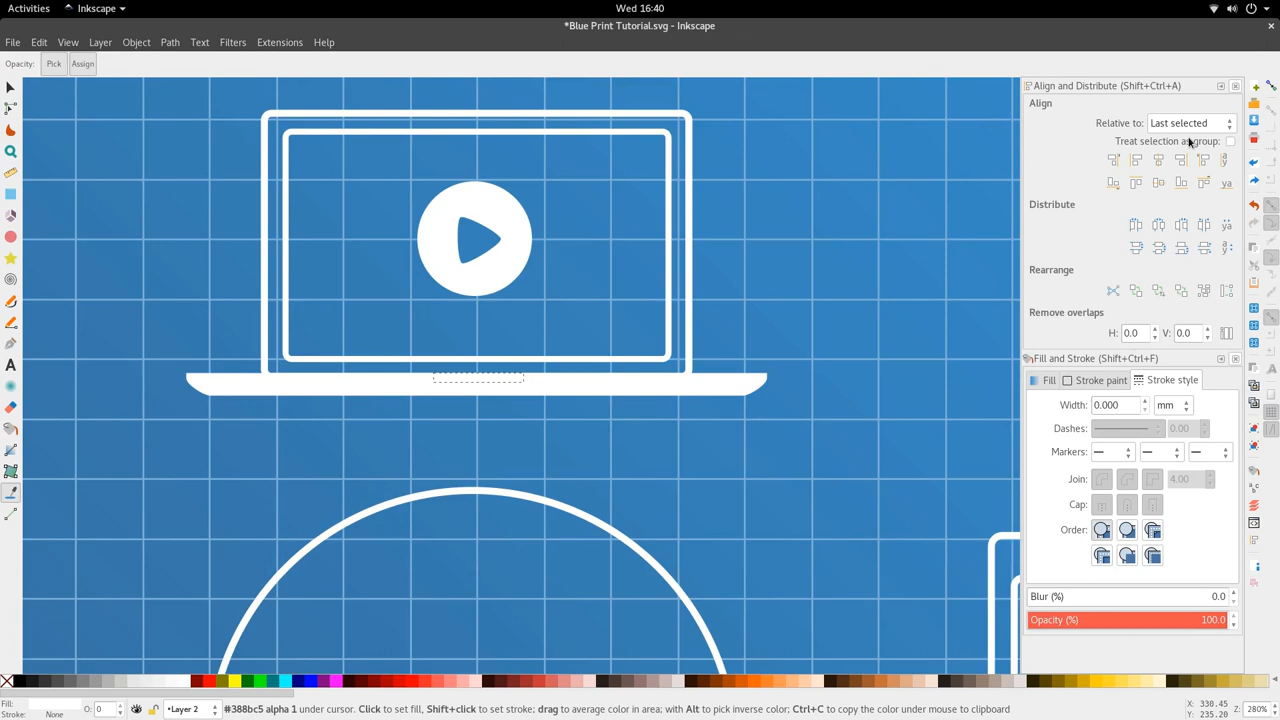 Activities Inkscape Wed 16:40
*Blue Print Tutorial.svg - Inkscape
File Edit View Layer Object Path Text Filters Extensions Help
Opacity: Pick Assign
Align and Distribute (Shift+Ctrl+A)
Align
Relative to: Last selected
Treat selection as group:
Distribute
Rearrange
Remove overlaps
H: 0.0 V: 0.0
Fill and Stroke (Shift+Ctrl+F)
Fill Stroke paint Stroke style
Width: 0.000 mm
Dashes: 0.00
Markers:
Join: 4.00
Cap:
Order:
Blur (%) 0.0
Opacity (%) 100.0
Fill: O: 0 •Layer 2 #388bc5 alpha 1 under cursor. Click to set fill, Shift+click to set stroke; drag to average color in area; with Alt to pick inverse color; Ctrl+C to copy the color under mouse to clipboard X: 330.45 Z: 280%
Stroke: None Y: 235.20